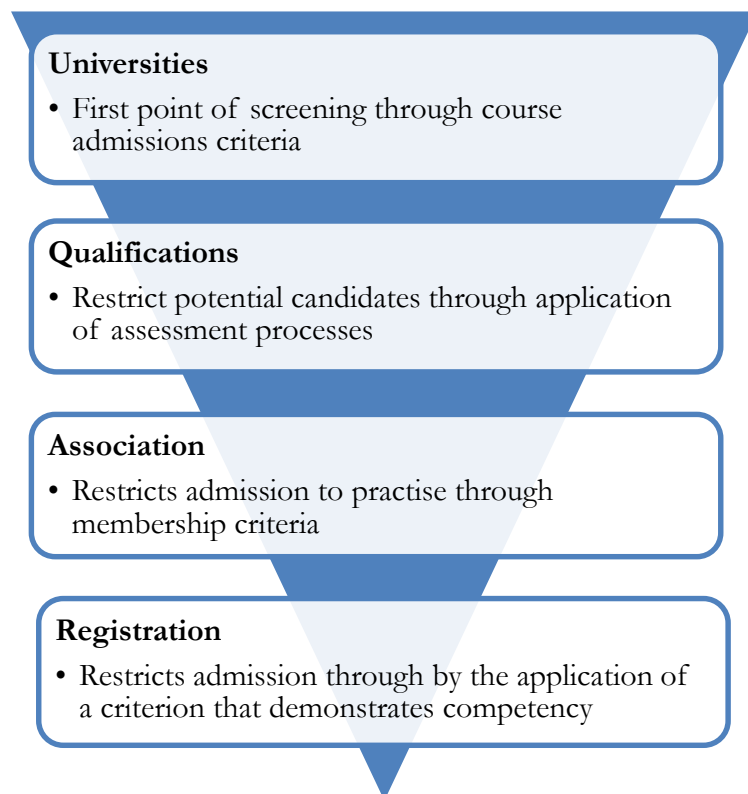 Universities
• First point of screening through course
admissions criteria
Qualifications
• Restrict potential candidates through application
of assessment processes
Association
• Restricts admission to practise through
membership criteria
Registration
• Restricts admission through by the application of
a criterion that demonstrates competency